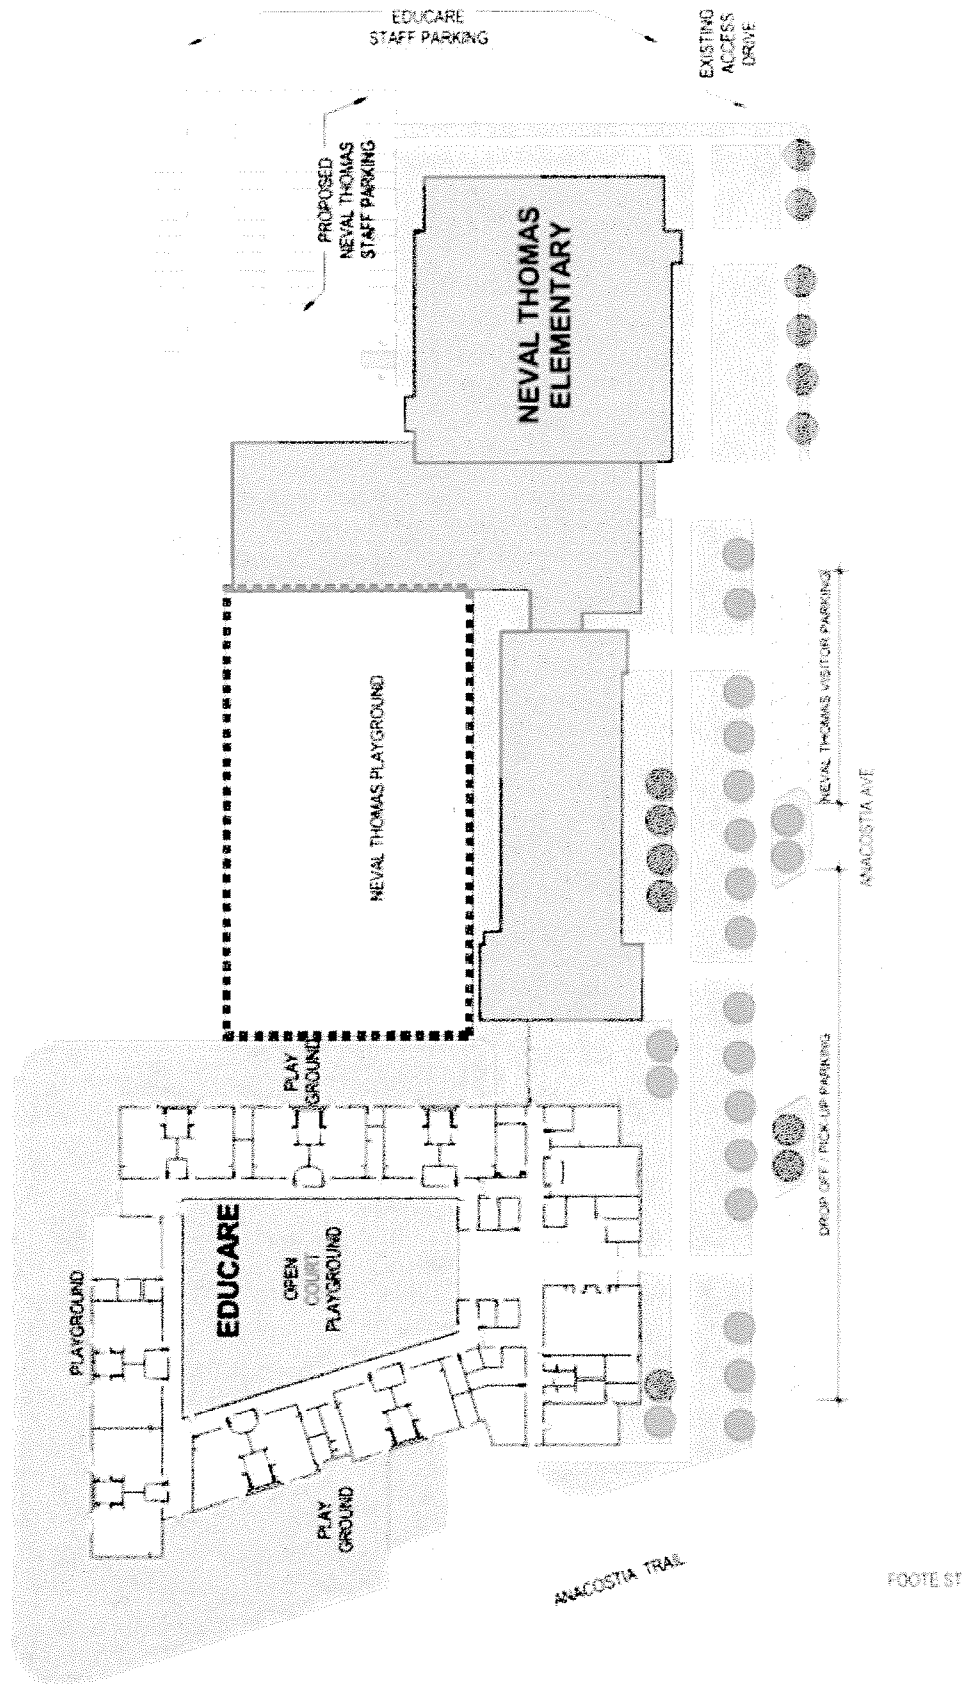 EDUCARE
STAFF PARKING
EXISTING
ACCESS
DRIVE
PROPOSED
NEVAL THOMAS
STAFF PARKING
NEVAL THOMAS
ELEMENTARY
NEVAL THOMAS PLAYGROUND
NEVAL THOMAS VISITOR PARKING
ANACOSTIA AVE
DROP OFF / PICK-UP PARKING
PLAY
GROUND
EDUCARE
OPEN
COURT
PLAYGROUND
PLAYGROUND
PLAY
GROUND
ANACOSTIA TRAIL
FOOTE ST